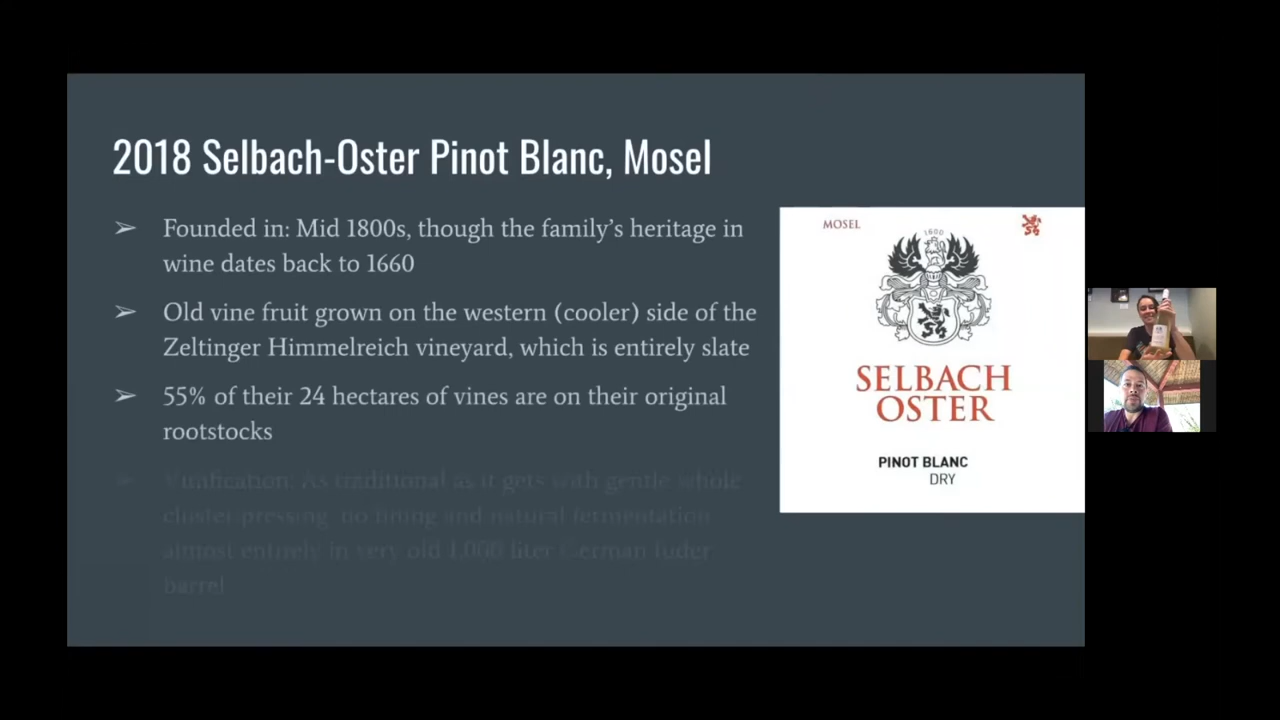 2018 Selbach-Oster Pinot Blanc, Mosel
➢ Founded in: Mid 1800s, though the family's heritage in
wine dates back to 1660
➢ Old vine fruit grown on the western (cooler) side of the
Zeltinger Himmelreich vineyard, which is entirely slate
➢ 55% of their 24 hectares of vines are on their original
rootstocks
➢ Vinification: As traditional as it gets with gentle whole
cluster pressing, no fining and natural fermentation
almost entirely in very old 1,000 liter German fuder
barrel
MOSEL
1600
SELBACH
OSTER
PINOT BLANC
DRY